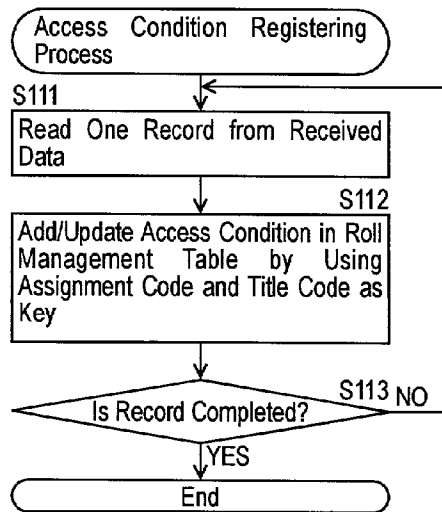 Access Condition Registering
Process
S111
Read One Record from Received
Data
S112
Add/Update Access Condition in Roll
Management Table by Using
Assignment Code and Title Code as
Key
S113 NO
Is Record Completed?
YES
End